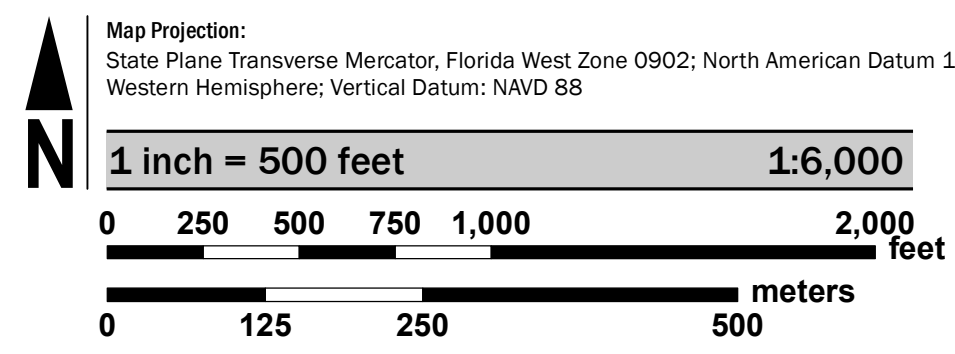 Map Projection:
State Plane Transverse Mercator, Florida West Zone 0902; North American Datum 1
Western Hemisphere; Vertical Datum: NAVD 88
N
1 inch = 500 feet 1:6,000
0 250 500 750 1,000 2,000
feet
meters
0 125 250 500